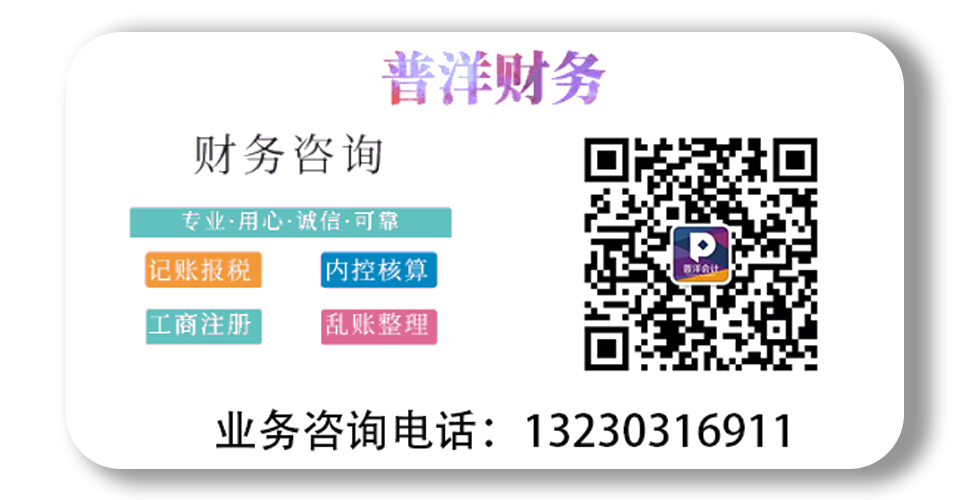 普洋财务
财务咨询
专业·用心·诚信·可靠
记账报税
内控核算
工商注册
乱账整理
普洋会计
业务咨询电话：13230316911